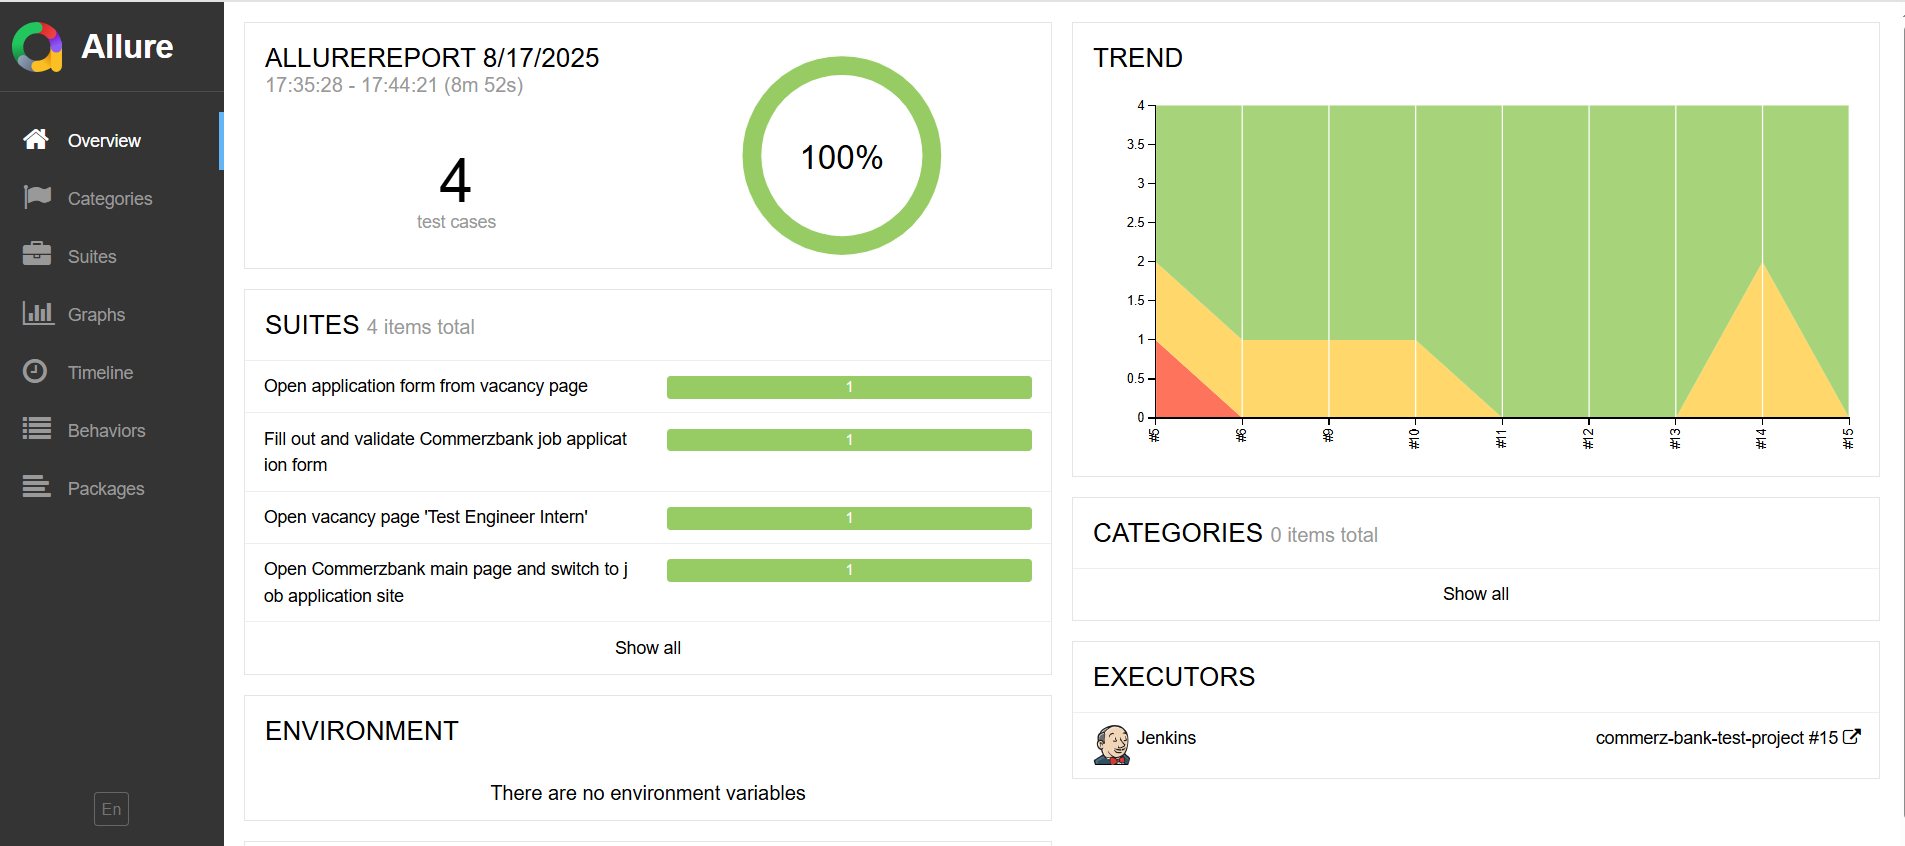 Allure
Overview
Categories
Suites
Graphs
Timeline
Behaviors
Packages
En
ALLUREREPORT 8/17/2025
17:35:28 - 17:44:21 (8m 52s)
4
test cases
100%
SUITES 4 items total
Open application form from vacancy page
1
Fill out and validate Commerzbank job applicat
ion form
1
Open vacancy page 'Test Engineer Intern'
1
Open Commerzbank main page and switch to j
ob application site
1
Show all
ENVIRONMENT
There are no environment variables
TREND
4
3.5
3
2.5
2
1.5
1
0.5
0
#5
#6
#9
#10
#11
#12
#13
#14
#15
CATEGORIES 0 items total
Show all
EXECUTORS
Jenkins
commerz-bank-test-project #15